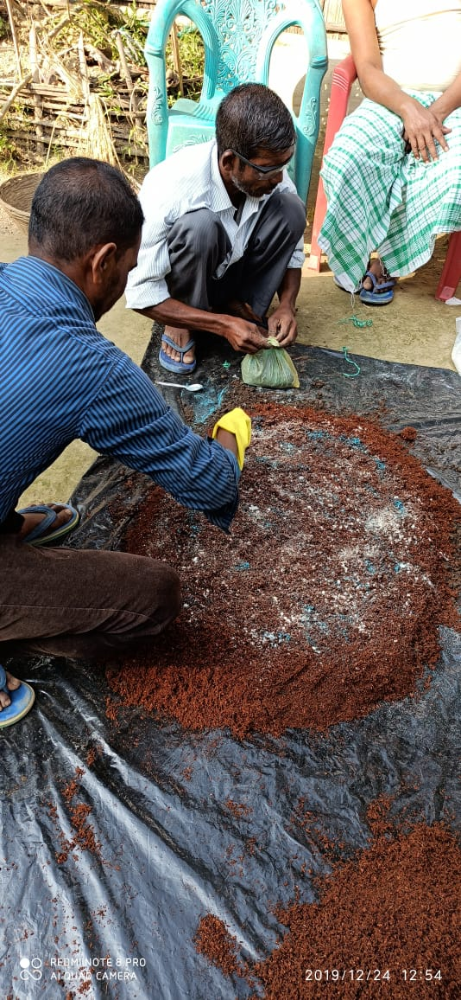 REDMI NOTE 8 PRO
AI QUAD CAMERA
2019/12/24 12:54